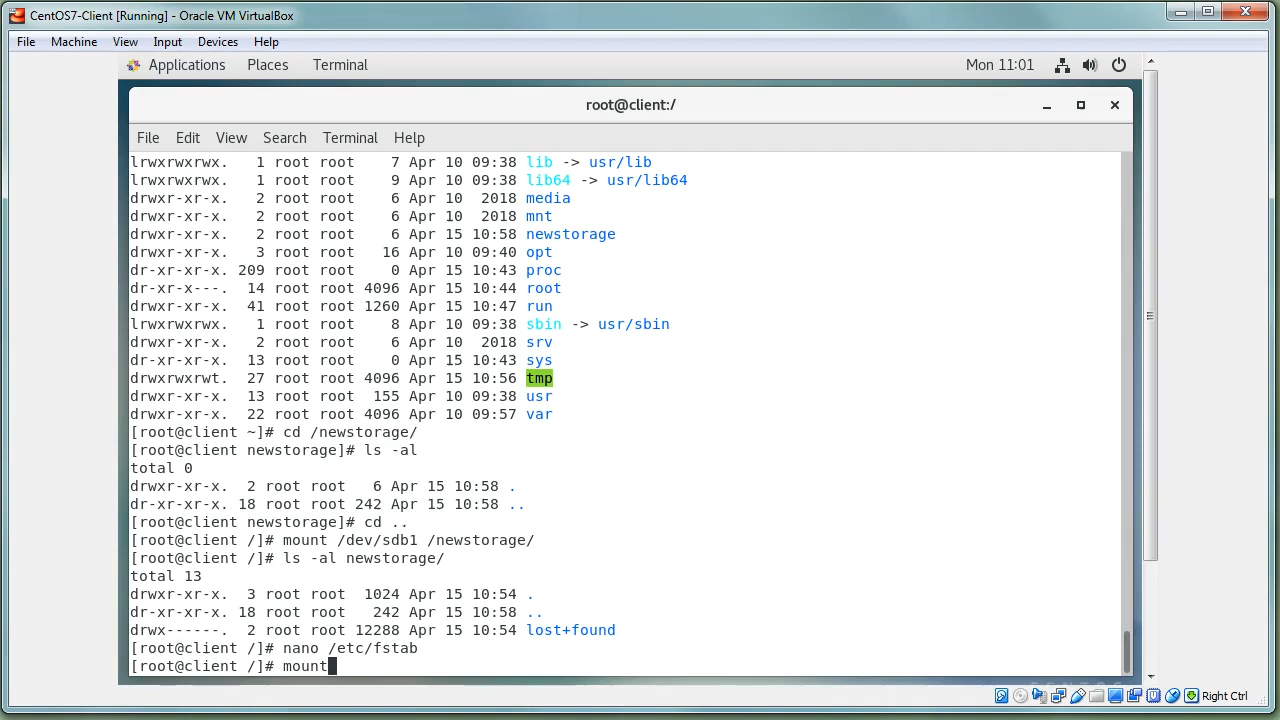 CentOS7-Client [Running] - Oracle VM VirtualBox
File Machine View Input Devices Help
Applications Places Terminal Mon 11:01
root@client:/
File Edit View Search Terminal Help
lrwxrwxrwx. 1 root root 7 Apr 10 09:38 lib -> usr/lib
lrwxrwxrwx. 1 root root 9 Apr 10 09:38 lib64 -> usr/lib64
drwxr-xr-x. 2 root root 6 Apr 10 2018 media
drwxr-xr-x. 2 root root 6 Apr 10 2018 mnt
drwxr-xr-x. 2 root root 6 Apr 15 10:58 newstorage
drwxr-xr-x. 3 root root 16 Apr 10 09:40 opt
dr-xr-xr-x. 209 root root 0 Apr 15 10:43 proc
dr-xr-x---. 14 root root 4096 Apr 15 10:44 root
drwxr-xr-x. 41 root root 1260 Apr 15 10:47 run
lrwxrwxrwx. 1 root root 8 Apr 10 09:38 sbin -> usr/sbin
drwxr-xr-x. 2 root root 6 Apr 10 2018 srv
dr-xr-xr-x. 13 root root 0 Apr 15 10:43 sys
drwxrwxrwt. 27 root root 4096 Apr 15 10:56 tmp
drwxr-xr-x. 13 root root 155 Apr 10 09:38 usr
drwxr-xr-x. 22 root root 4096 Apr 10 09:57 var
[root@client ~]# cd /newstorage/
[root@client newstorage]# ls -al
total 0
drwxr-xr-x. 2 root root 6 Apr 15 10:58 .
dr-xr-xr-x. 18 root root 242 Apr 15 10:58 ..
[root@client newstorage]# cd ..
[root@client /]# mount /dev/sdb1 /newstorage/
[root@client /]# ls -al newstorage/
total 13
drwxr-xr-x. 3 root root 1024 Apr 15 10:54 .
dr-xr-xr-x. 18 root root 242 Apr 15 10:58 ..
drwx------. 2 root root 12288 Apr 15 10:54 lost+found
[root@client /]# nano /etc/fstab
[root@client /]# mount
Right Ctrl